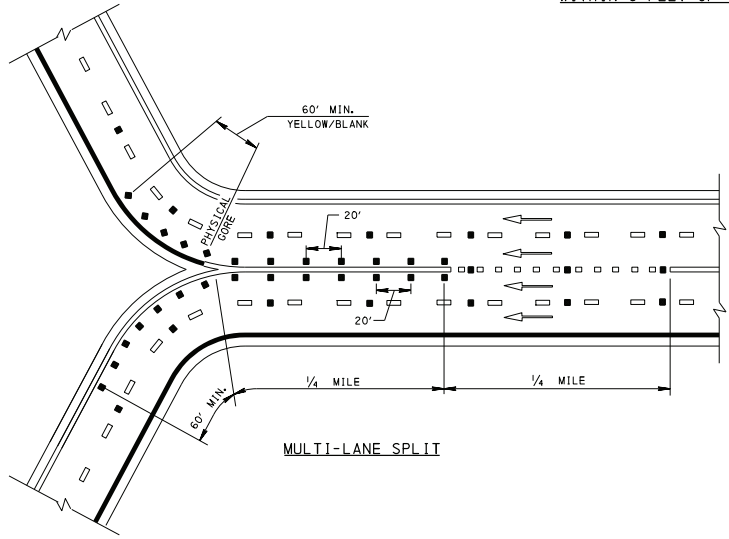 60' MIN.
YELLOW/BLANK
PHYSICAL
GORE
20'
20'
60' MIN.
1/4 MILE
1/4 MILE
MULTI-LANE SPLIT